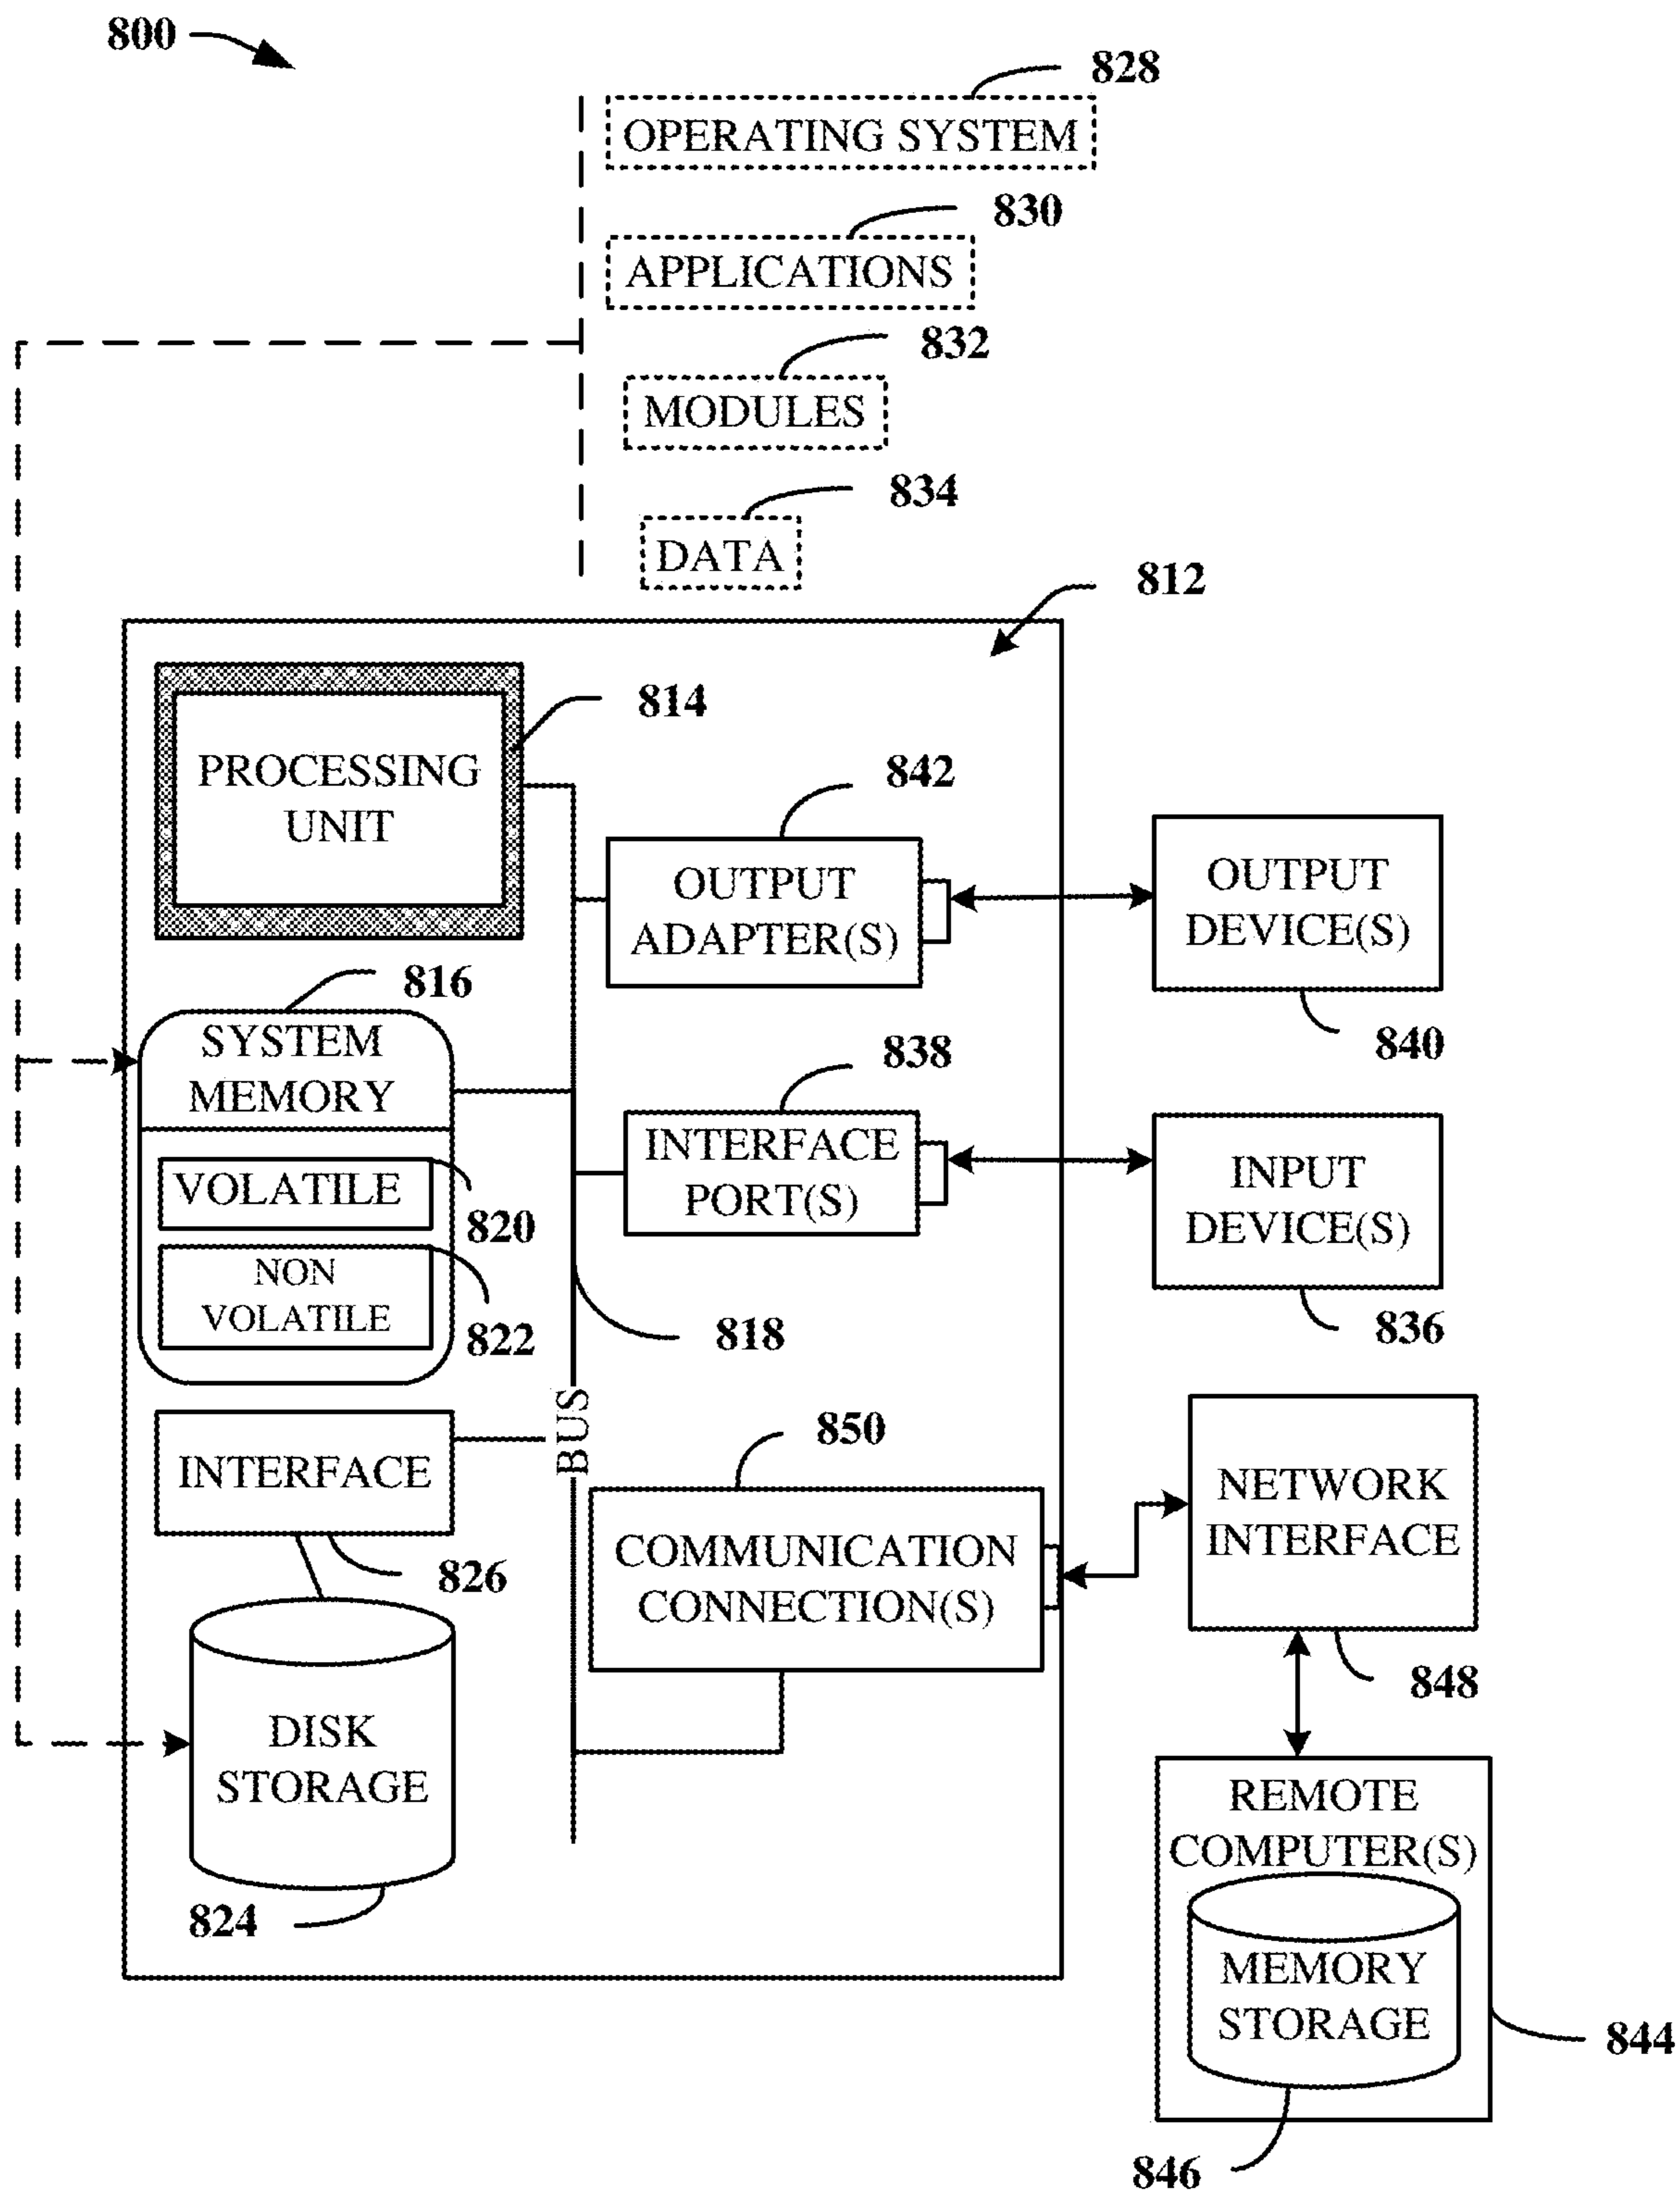 800
828
OPERATING SYSTEM
830
APPLICATIONS
832
MODULES
834
DATA
812
814
PROCESSING
UNIT
842
OUTPUT
ADAPTER(S)
OUTPUT
DEVICE(S)
840
816
SYSTEM
MEMORY
838
INTERFACE
PORT(S)
INPUT
DEVICE(S)
836
VOLATILE
820
NON
VOLATILE
822
818
BUS
INTERFACE
826
850
COMMUNICATION
CONNECTION(S)
NETWORK
INTERFACE
848
DISK
STORAGE
824
REMOTE
COMPUTER(S)
MEMORY
STORAGE
844
846